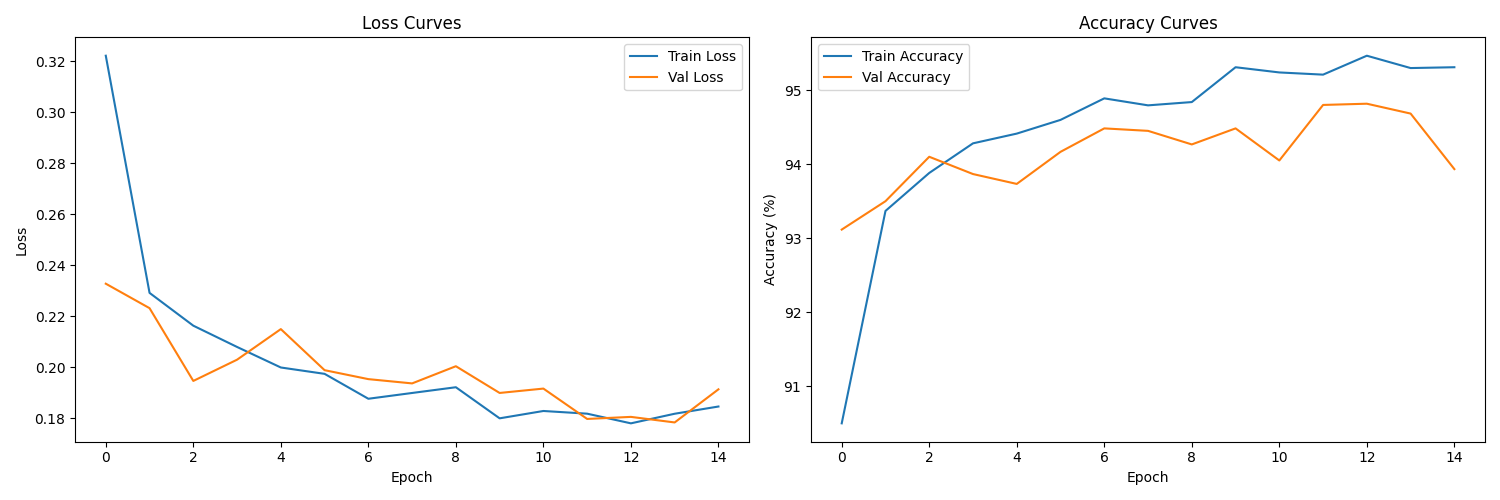 Loss Curves
Train Loss
Val Loss
Loss
0.32
0.30
0.28
0.26
0.24
0.22
0.20
0.18
0 2 4 6 8 10 12 14
Epoch
Accuracy Curves
Train Accuracy
Val Accuracy
Accuracy (%)
95
94
93
92
91
0 2 4 6 8 10 12 14
Epoch